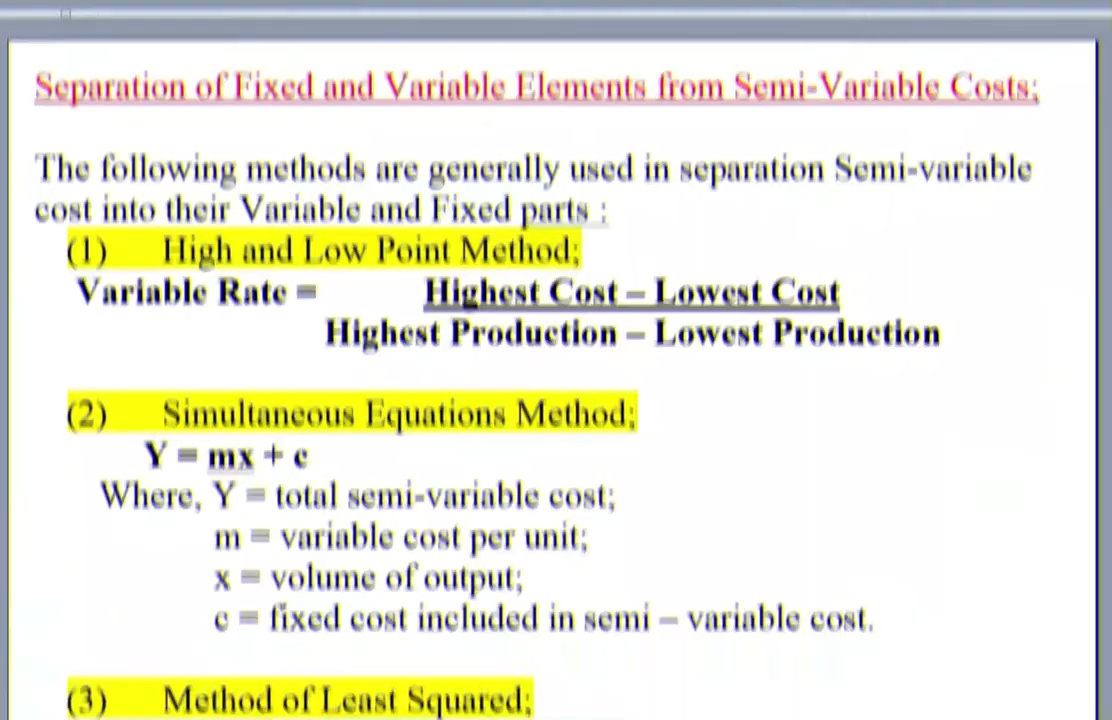 Separation of Fixed and Variable Elements from Semi-Variable Costs;
The following methods are generally used in separation Semi-variable
cost into their Variable and Fixed parts :
(1) High and Low Point Method;
Variable Rate = Highest Cost – Lowest Cost
Highest Production – Lowest Production
(2) Simultaneous Equations Method;
Y = mx + c
Where, Y = total semi-variable cost;
m = variable cost per unit;
x = volume of output;
c = fixed cost included in semi – variable cost.
(3) Method of Least Squared;